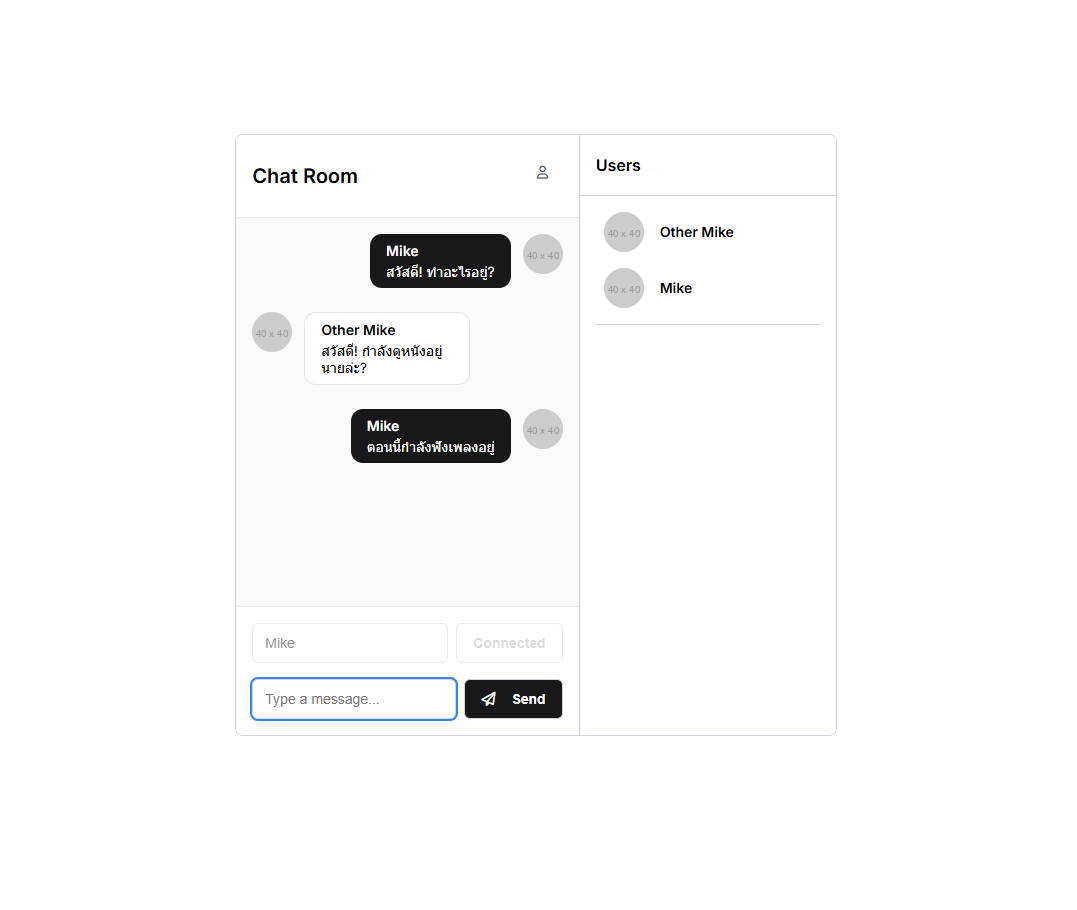 Chat Room
Users
Mike
สวัสดี! ทำอะไรอยู่?
40 x 40
40 x 40
Other Mike
สวัสดี! กำลังดูหนังอยู่
นายล่ะ?
Mike
ตอนนี้กำลังฟังเพลงอยู่
40 x 40
Mike
Connected
Type a message...
Send
40 x 40
Other Mike
40 x 40
Mike